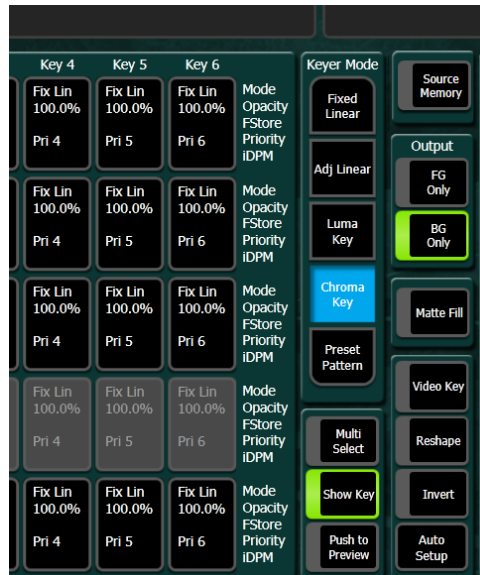 Key 4 Key 5 Key 6
Fix Lin Fix Lin Fix Lin Mode
100.0% 100.0% 100.0% Opacity
FStore
Pri 4 Pri 5 Pri 6 Priority
iDPM
Fix Lin Fix Lin Fix Lin Mode
100.0% 100.0% 100.0% Opacity
FStore
Pri 4 Pri 5 Pri 6 Priority
iDPM
Fix Lin Fix Lin Fix Lin Mode
100.0% 100.0% 100.0% Opacity
FStore
Pri 4 Pri 5 Pri 6 Priority
iDPM
Fix Lin Fix Lin Fix Lin Mode
100.0% 100.0% 100.0% Opacity
FStore
Pri 4 Pri 5 Pri 6 Priority
iDPM
Fix Lin Fix Lin Fix Lin Mode
100.0% 100.0% 100.0% Opacity
FStore
Pri 4 Pri 5 Pri 6 Priority
iDPM
Keyer Mode
Fixed
Linear
Adj Linear
Luma
Key
Chroma
Key
Preset
Pattern
Multi
Select
Show Key
Push to
Preview
Source
Memory
Output
FG
Only
BG
Only
Matte Fill
Video Key
Reshape
Invert
Auto
Setup